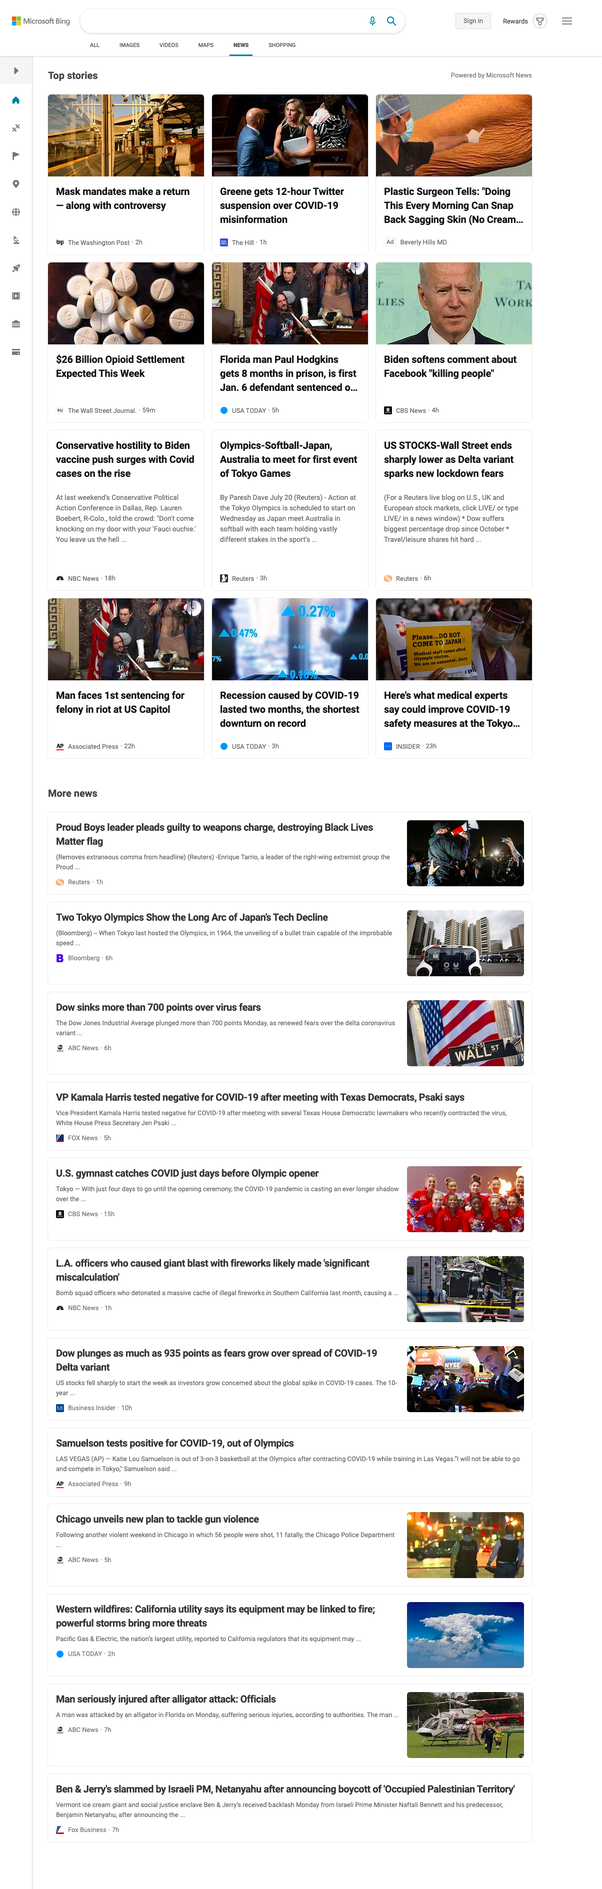 Microsoft Bing
Sign in
Rewards
ALL
IMAGES
VIDEOS
MAPS
NEWS
SHOPPING
Top stories
Powered by Microsoft News
Mask mandates make a return
— along with controversy
The Washington Post · 2h
Greene gets 12-hour Twitter
suspension over COVID-19
misinformation
The Hill · 1h
Plastic Surgeon Tells: "Doing
This Every Morning Can Snap
Back Sagging Skin (No Cream...
Ad Beverly Hills MD
$26 Billion Opioid Settlement
Expected This Week
The Wall Street Journal. · 59m
Florida man Paul Hodgkins
gets 8 months in prison, is first
Jan. 6 defendant sentenced o...
USA TODAY · 5h
LIES
TA
WORK
Biden softens comment about
Facebook "killing people"
CBS News · 4h
Conservative hostility to Biden
vaccine push surges with Covid
cases on the rise
At last weekend's Conservative Political
Action Conference in Dallas, Rep. Lauren
Boebert, R-Colo., told the crowd: "Don't come
knocking on my door with your 'Fauci ouchie.'
You leave us the hell ...
NBC News · 18h
Olympics-Softball-Japan,
Australia to meet for first event
of Tokyo Games
By Paresh Dave July 20 (Reuters) - Action at
the Tokyo Olympics is scheduled to start on
Wednesday as Japan meet Australia in
softball with each team holding vastly
different stakes in the sport's ...
Reuters · 3h
US STOCKS-Wall Street ends
sharply lower as Delta variant
sparks new lockdown fears
(For a Reuters live blog on U.S., UK and
European stock markets, click LIVE/ or type
LIVE/ in a news window) * Dow suffers
biggest percentage drop since October *
Travel/leisure shares hit hard ...
Reuters · 6h
Man faces 1st sentencing for
felony in riot at US Capitol
AP Associated Press · 22h
0.27%
0.47%
7%
0.0
0.16%
Recession caused by COVID-19
lasted two months, the shortest
downturn on record
USA TODAY · 3h
Please...DO NOT
COME TO JAPAN!
Here's what medical experts
say could improve COVID-19
safety measures at the Tokyo...
INSIDER · 23h
More news
Proud Boys leader pleads guilty to weapons charge, destroying Black Lives
Matter flag
(Removes extraneous comma from headline) (Reuters) -Enrique Tarrio, a leader of the right-wing extremist group the
Proud ...
Reuters · 1h
Two Tokyo Olympics Show the Long Arc of Japan's Tech Decline
(Bloomberg) -- When Tokyo last hosted the Olympics, in 1964, the unveiling of a bullet train capable of the improbable
speed ...
B Bloomberg · 6h
Dow sinks more than 700 points over virus fears
The Dow Jones Industrial Average plunged more than 700 points Monday, as renewed fears over the delta coronavirus
variant ...
ABC News · 6h
WALL ST
VP Kamala Harris tested negative for COVID-19 after meeting with Texas Democrats, Psaki says
Vice President Kamala Harris tested negative for COVID-19 after meeting with several Texas House Democratic lawmakers who recently contracted the virus,
White House Press Secretary Jen Psaki ...
FOX News · 5h
U.S. gymnast catches COVID just days before Olympic opener
Tokyo — With just four days to go until the opening ceremony, the COVID-19 pandemic is casting an ever longer shadow
over the ...
CBS News · 15h
L.A. officers who caused giant blast with fireworks likely made 'significant
miscalculation'
Bomb squad officers who detonated a massive cache of illegal fireworks in Southern California last month, causing a ...
NBC News · 1h
Dow plunges as much as 935 points as fears grow over spread of COVID-19
Delta variant
US stocks fell sharply to start the week as investors grow concerned about the global spike in COVID-19 cases. The 10-
year ...
Business Insider · 10h
NYSE
Samuelson tests positive for COVID-19, out of Olympics
LAS VEGAS (AP) — Katie Lou Samuelson is out of 3-on-3 basketball at the Olympics after contracting COVID-19 while training in Las Vegas."I will not be able to go
and compete in Tokyo," Samuelson said ...
AP Associated Press · 9h
Chicago unveils new plan to tackle gun violence
Following another violent weekend in Chicago in which 56 people were shot, 11 fatally, the Chicago Police Department
...
ABC News · 5h
POLICE
Western wildfires: California utility says its equipment may be linked to fire;
powerful storms bring more threats
Pacific Gas & Electric, the nation's largest utility, reported to California regulators that its equipment may ...
USA TODAY · 2h
Man seriously injured after alligator attack: Officials
A man was attacked by an alligator in Florida on Monday, suffering serious injuries, according to authorities. The man ...
ABC News · 7h
Ben & Jerry's slammed by Israeli PM, Netanyahu after announcing boycott of 'Occupied Palestinian Territory'
Vermont ice cream giant and social justice enclave Ben & Jerry's received backlash Monday from Israeli Prime Minister Naftali Bennett and his predecessor,
Benjamin Netanyahu, after announcing the ...
Fox Business · 7h